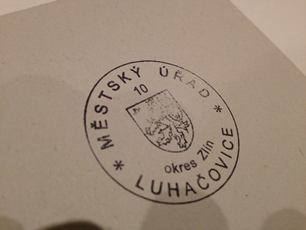 MĚSTSKÝ ÚŘAD
10
okres Zlín
* LUHAČOVICE *